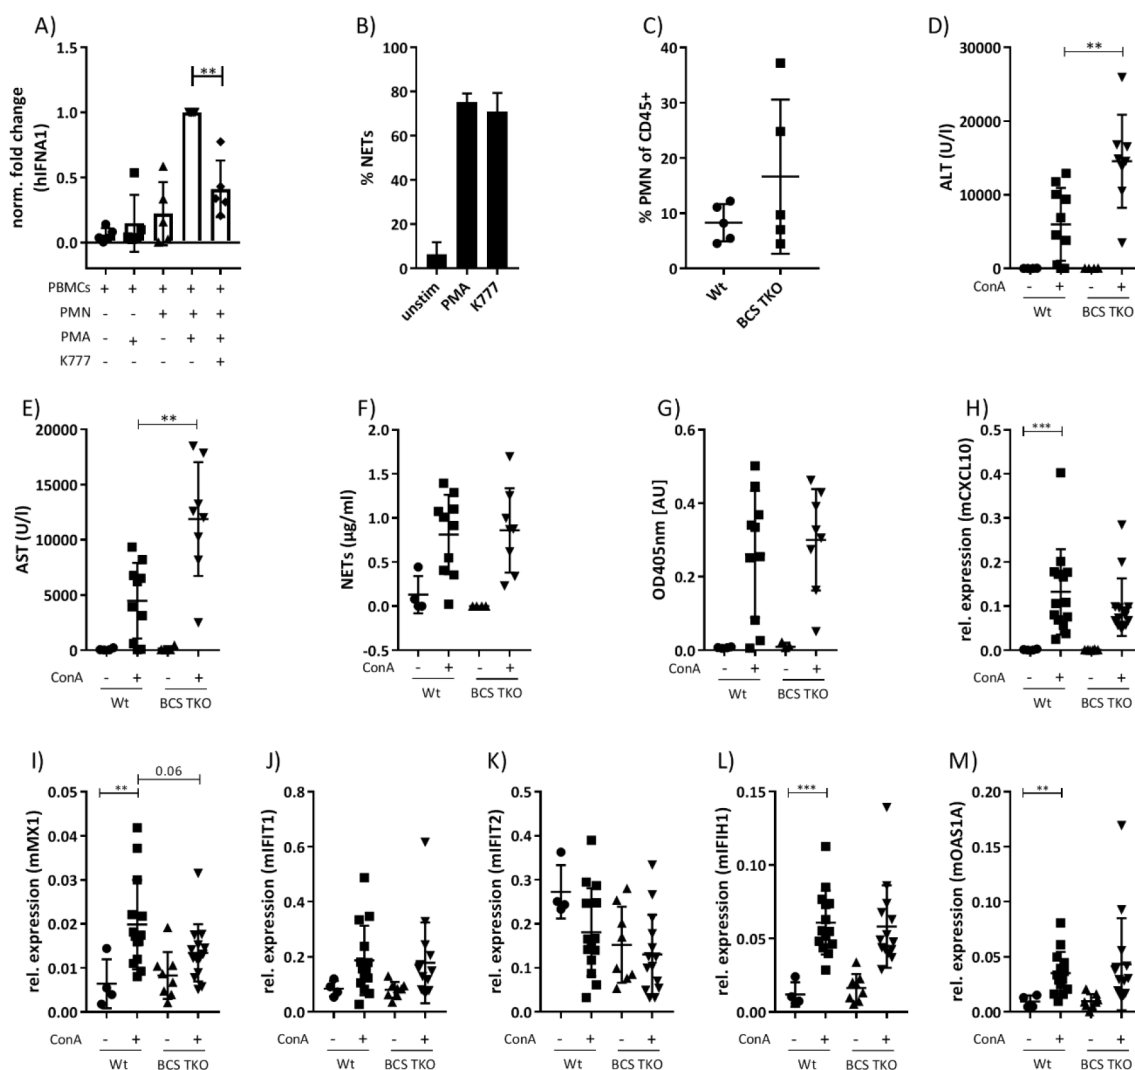 A)
norm. fold change
(hIFNA1)
1.5
1.0
0.5
0.0
**
PBMCs + + + + +
PMN - - + + +
PMA - + - + +
K777 - - - - +
B)
% NETs
100
80
60
40
20
0
unstim
PMA
K777
C)
% PMN of CD45+
40
30
20
10
0
Wt
BCS TKO
D)
ALT (U/l)
30000
20000
10000
0
**
ConA - + - +
Wt BCS TKO
E)
AST (U/l)
20000
15000
10000
5000
0
**
ConA - + - +
Wt BCS TKO
F)
NETs (µg/ml)
2.0
1.5
1.0
0.5
0.0
-0.5
ConA - + - +
Wt BCS TKO
G)
OD405nm [AU]
0.6
0.4
0.2
0.0
ConA - + - +
Wt BCS TKO
H)
rel. expression (mCXCL10)
0.5
0.4
0.3
0.2
0.1
0.0
***
ConA - + - +
Wt BCS TKO
I)
rel. expression (mMX1)
0.05
0.04
0.03
0.02
0.01
0.00
**
0.06
ConA - + - +
Wt BCS TKO
J)
rel. expression (mIFIT1)
0.8
0.6
0.4
0.2
0.0
ConA - + - +
Wt BCS TKO
K)
rel. expression (mIFIT2)
0.5
0.4
0.3
0.2
0.1
0.0
ConA - + - +
Wt BCS TKO
L)
rel. expression (mIFIH1)
0.15
0.10
0.05
0.00
***
ConA - + - +
Wt BCS TKO
M)
rel. expression (mOAS1A)
0.20
0.15
0.10
0.05
0.00
**
ConA - + - +
Wt BCS TKO